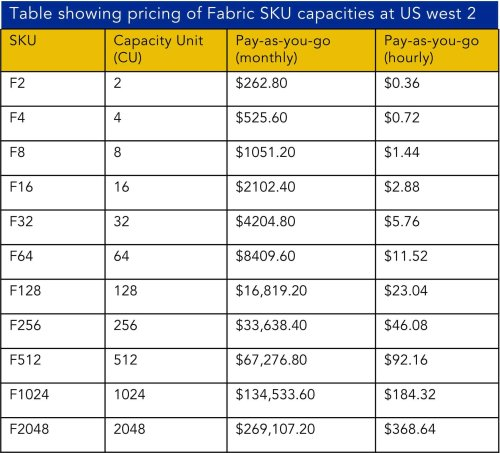 Table showing pricing of Fabric SKU capacities at US west 2
SKU Capacity Unit (CU) Pay-as-you-go (monthly) Pay-as-you-go (hourly)
F2 2 $262.80 $0.36
F4 4 $525.60 $0.72
F8 8 $1051.20 $1.44
F16 16 $2102.40 $2.88
F32 32 $4204.80 $5.76
F64 64 $8409.60 $11.52
F128 128 $16,819.20 $23.04
F256 256 $33,638.40 $46.08
F512 512 $67,276.80 $92.16
F1024 1024 $134,533.60 $184.32
F2048 2048 $269,107.20 $368.64